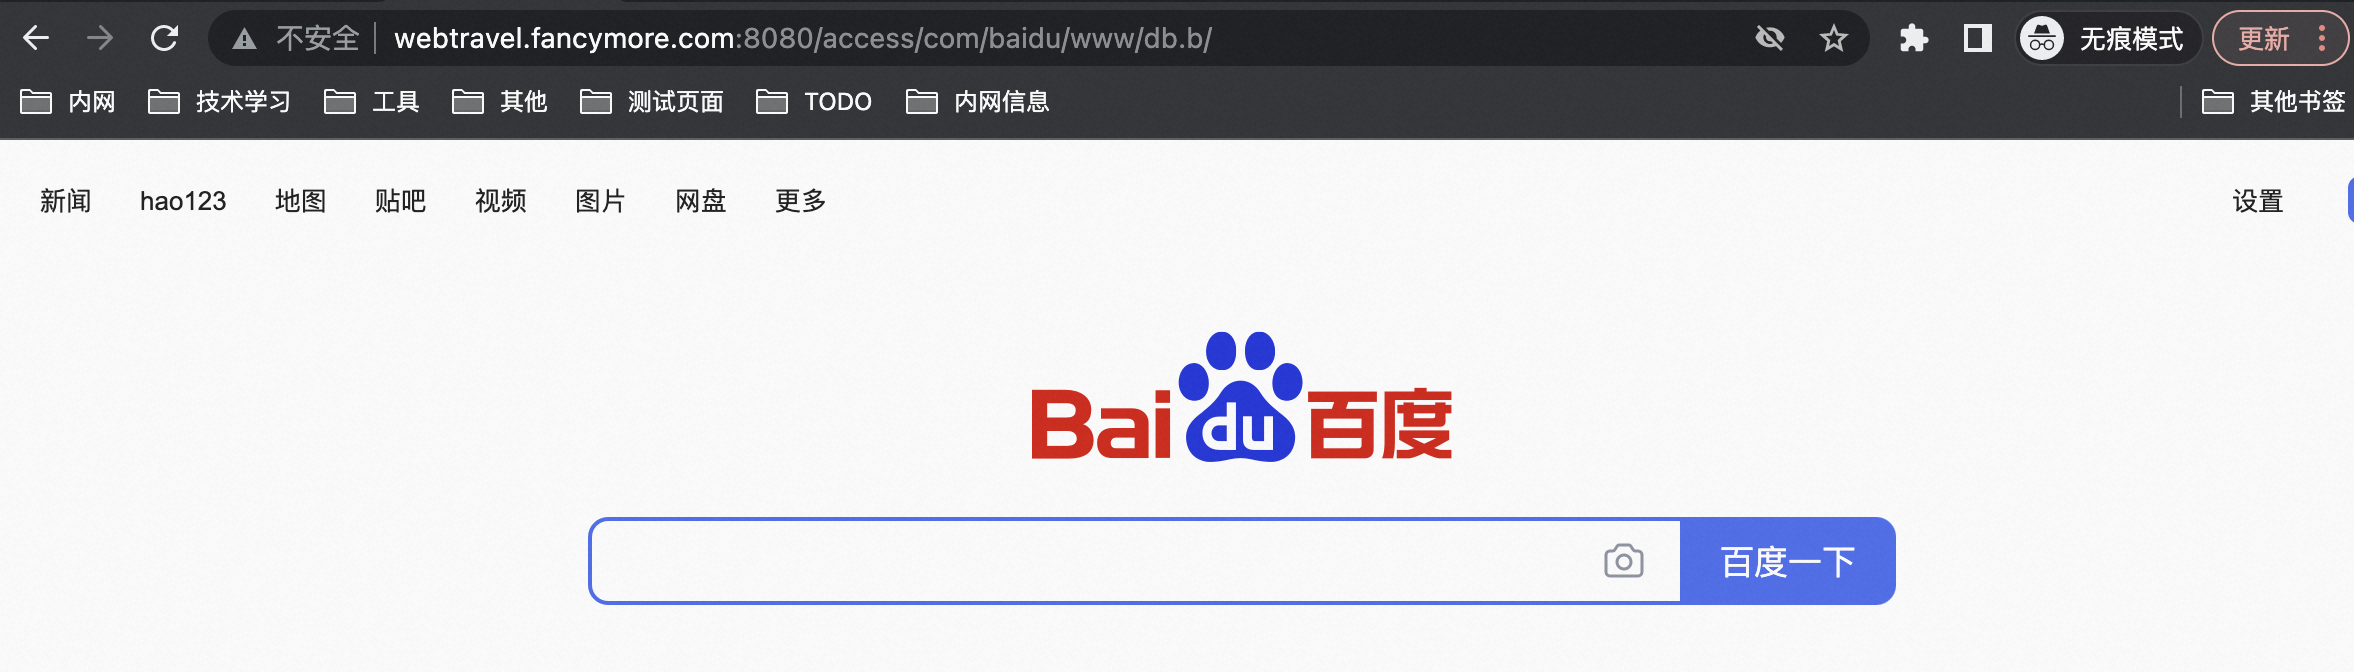 不安全 webtravel.fancymore.com:8080/access/com/baidu/www/db.b/ 无痕模式 更新
内网 技术学习 工具 其他 测试页面 TODO 内网信息 其他书签
新闻 hao123 地图 贴吧 视频 图片 网盘 更多 设置
Bai du 百度
百度一下